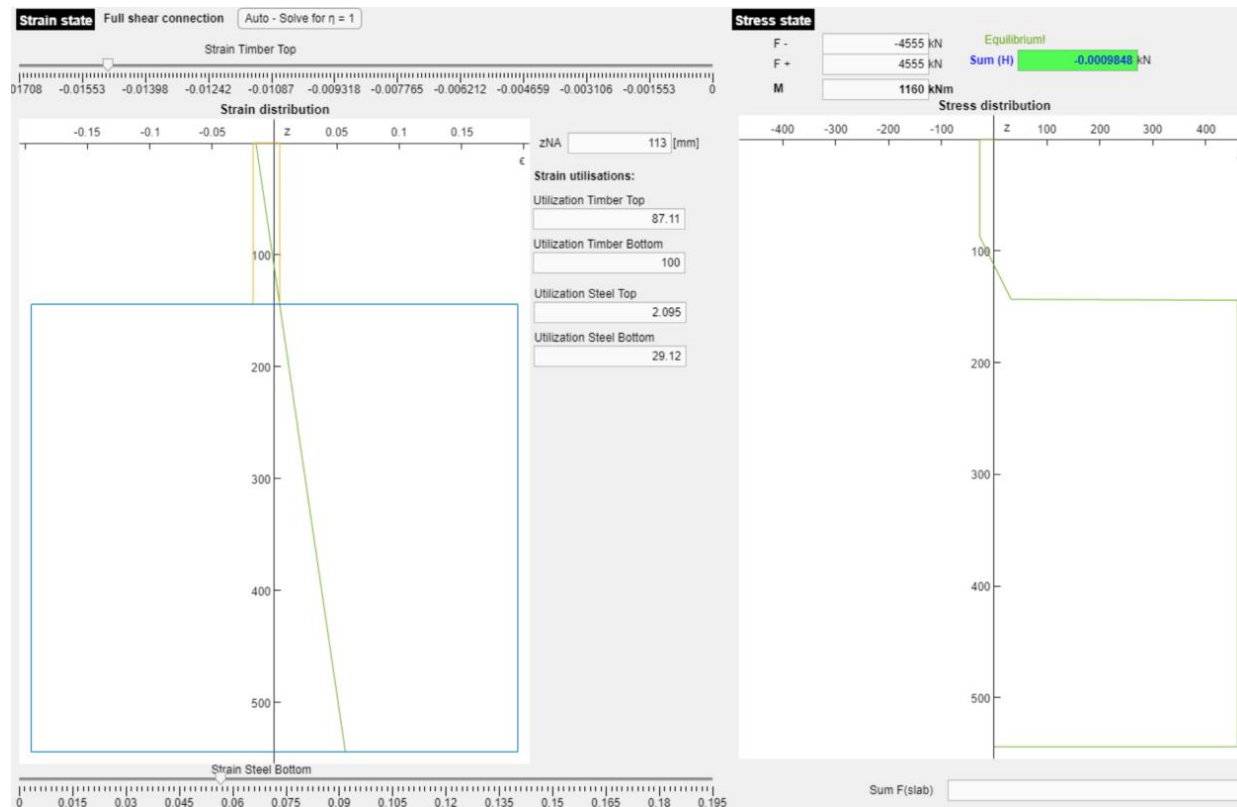 Strain state Full shear connection Auto - Solve for η = 1
Strain Timber Top
01708 -0.01553 -0.01398 -0.01242 -0.01087 -0.009318 -0.007765 -0.006212 -0.004659 -0.003106 -0.001553 0
Strain distribution
-0.15 -0.1 -0.05 z 0.05 0.1 0.15
€
100
200
300
400
500
zNA 113 [mm]
Strain utilisations:
Utilization Timber Top
87.11
Utilization Timber Bottom
100
Utilization Steel Top
2.095
Utilization Steel Bottom
29.12
Strain Steel Bottom
0 0.015 0.03 0.045 0.06 0.075 0.09 0.105 0.12 0.135 0.15 0.165 0.18 0.195
Stress state
F - -4555 kN Equilibrium!
F + 4555 kN Sum (H) -0.0009848 kN
M 1160 kNm
Stress distribution
-400 -300 -200 -100 z 100 200 300 400
100
200
300
400
500
Sum F(slab)